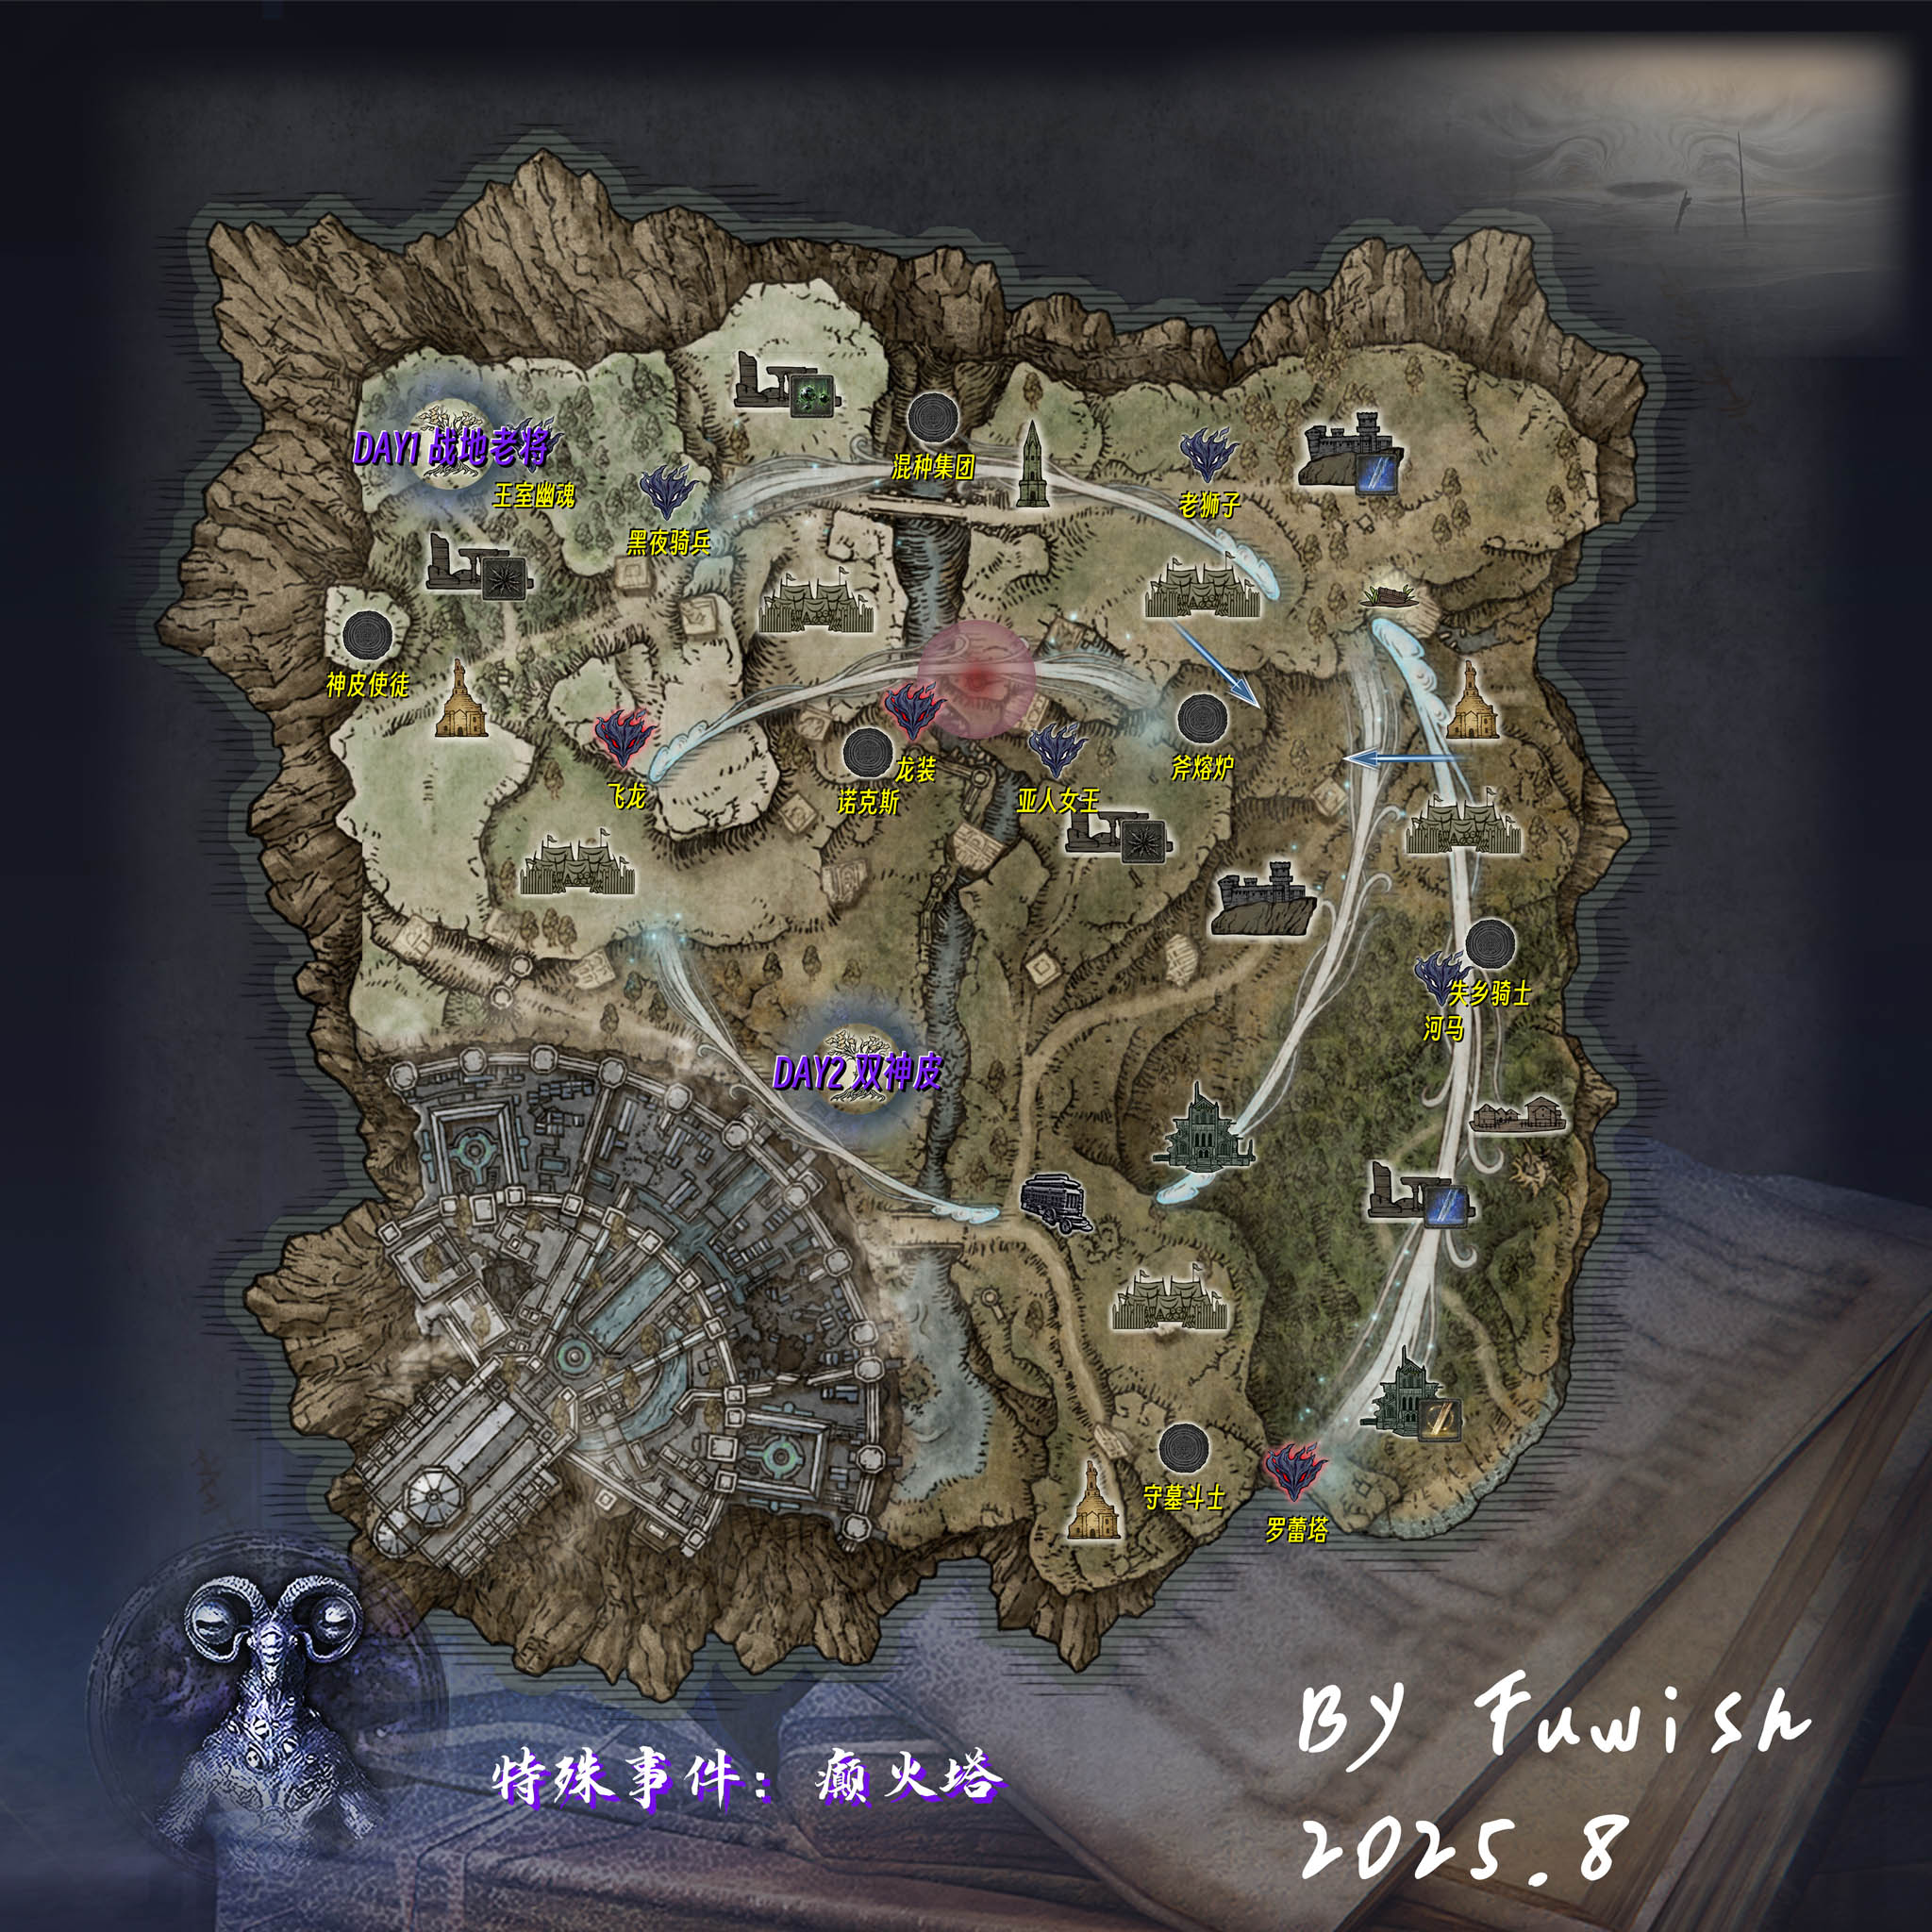 混种集团
DAY1 战地老将
王室幽魂
老狮子
黑夜骑兵
神皮使徒
飞龙
龙装
诺克斯
亚人女王
斧熔炉
失乡骑士
河马
DAY2 双神皮
守墓斗士
罗蕾塔
特殊事件：癫火塔
By Fuwish
2025.8